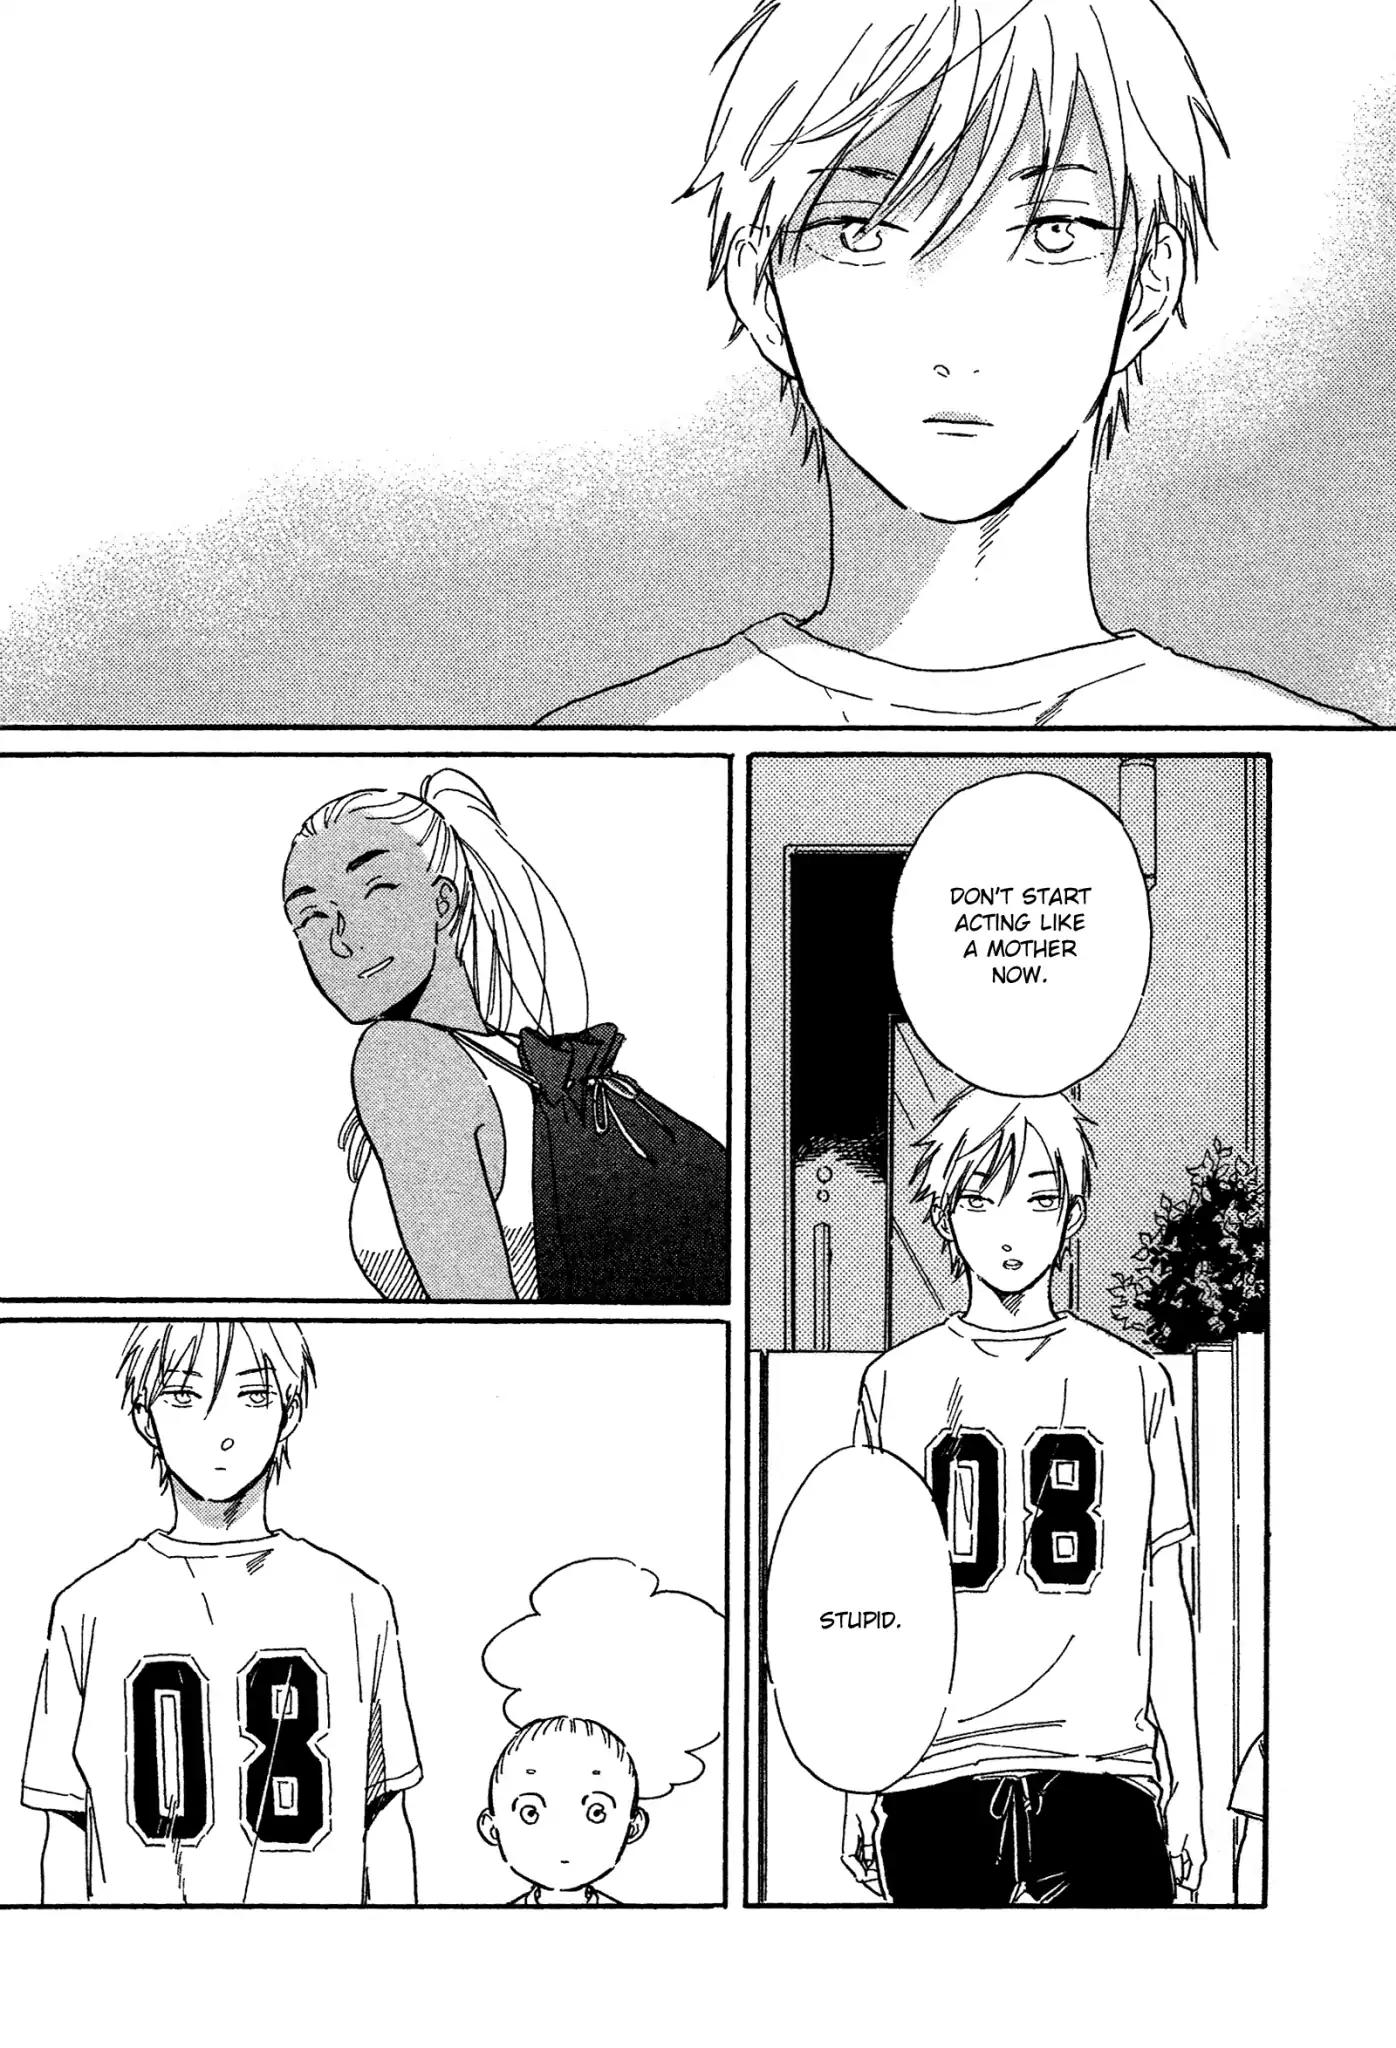 DON'T START
ACTING LIKE
A MOTHER
NOW.
STUPID.
08
08